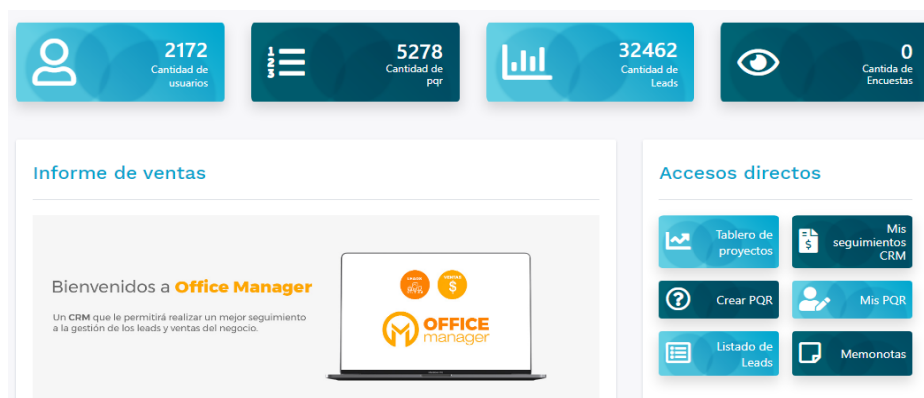 2172
Cantidad de
usuarios
1
2
3
5278
Cantidad de
pqr
32462
Cantidad de
Leads
0
Cantida de
Encuestas
Informe de ventas
Bienvenidos a Office Manager
Un CRM que le permitirá realizar un mejor seguimiento
a la gestión de los leads y ventas del negocio.
$
OFFICE
manager
Accesos directos
Tablero de
proyectos
$
Mis
seguimientos
CRM
?
Crear PQR
Mis PQR
Listado de
Leads
Memonotas